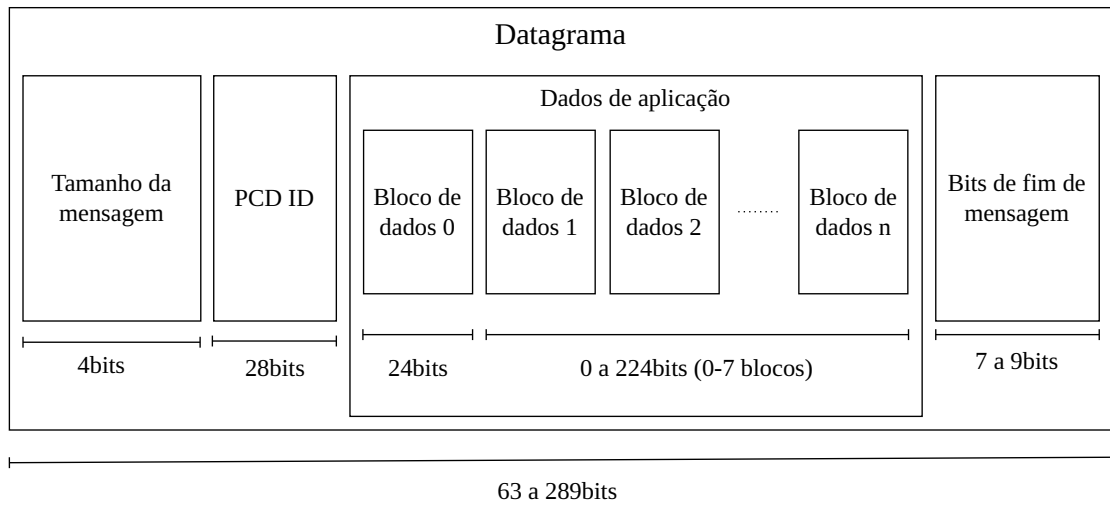 Datagrama
Tamanho da
mensagem
PCD ID
Dados de aplicação
Bloco de
dados 0
Bloco de
dados 1
Bloco de
dados 2
........
Bloco de
dados n
Bits de fim de
mensagem
4bits
28bits
24bits
0 a 224bits (0-7 blocos)
7 a 9bits
63 a 289bits